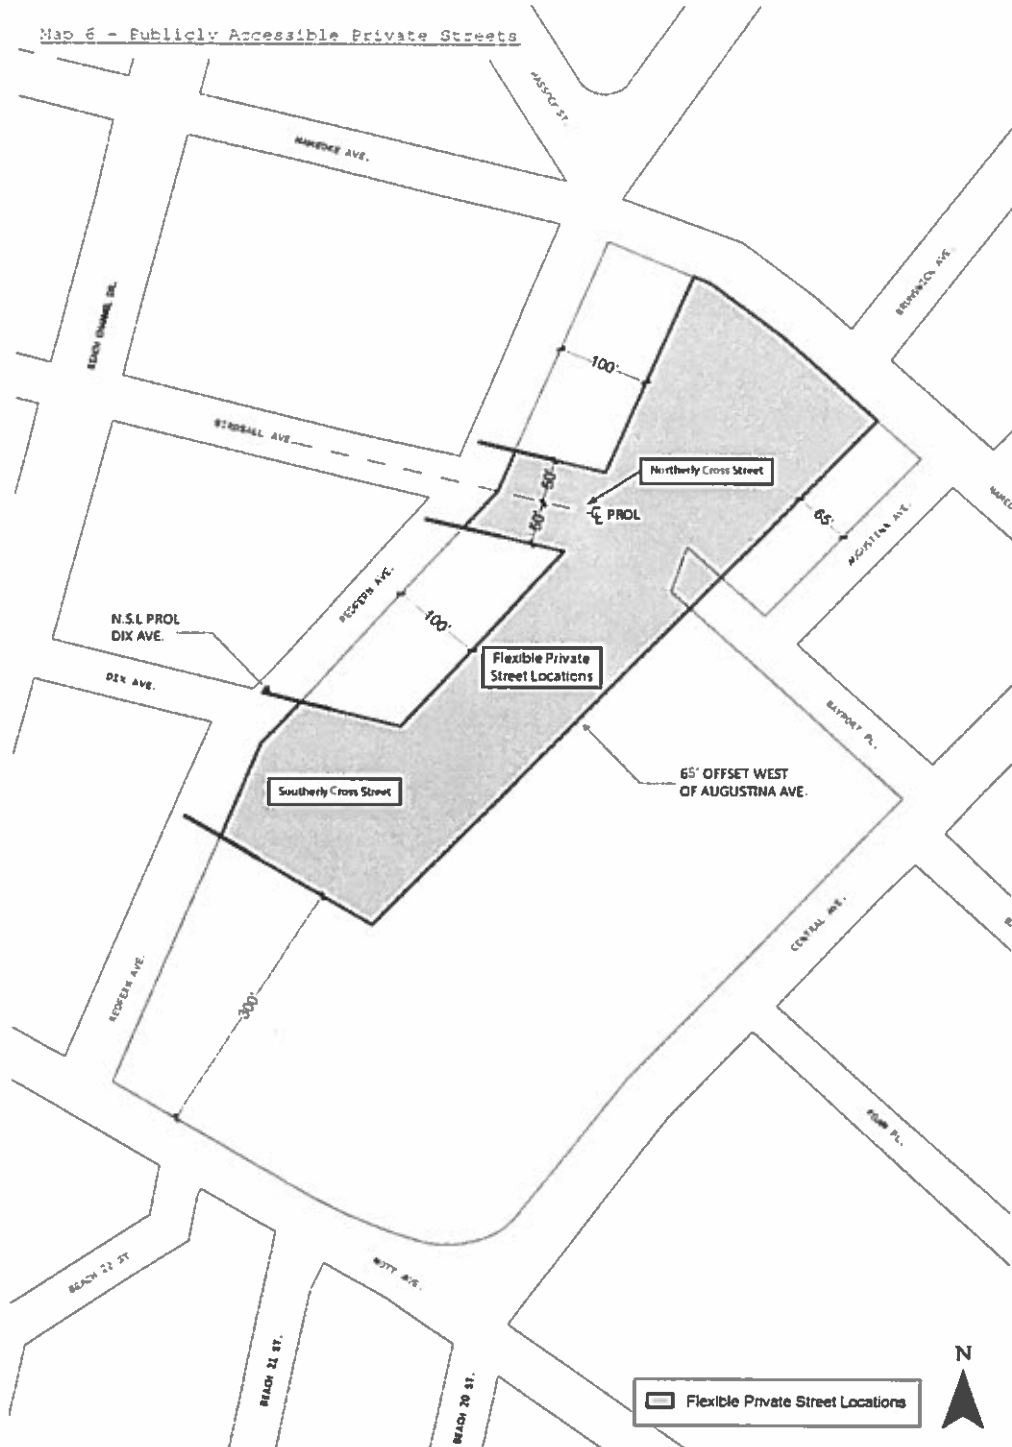 Map 6 - Publicly Accessible Private Streets
HASSOCK ST.
NAMEOKE AVE.
BRUNSWICK AVE.
BEACH CHANNEL DR.
100'
BIRDSALL AVE.
Northerly Cross Street
50'
50'
℄ PROL
65'
AUGUSTINA AVE.
REDFERN AVE.
N.S.L PROL
DIX AVE.
100'
Flexible Private
Street Locations
DIX AVE.
BAYPORT PL.
65' OFFSET WEST
OF AUGUSTINA AVE.
Southerly Cross Street
CENTRAL AVE.
REDFERN AVE.
300'
BEACH 22 ST
MOTT AVE.
BEACH 21 ST.
BEACH 20 ST.
N
Flexible Private Street Locations